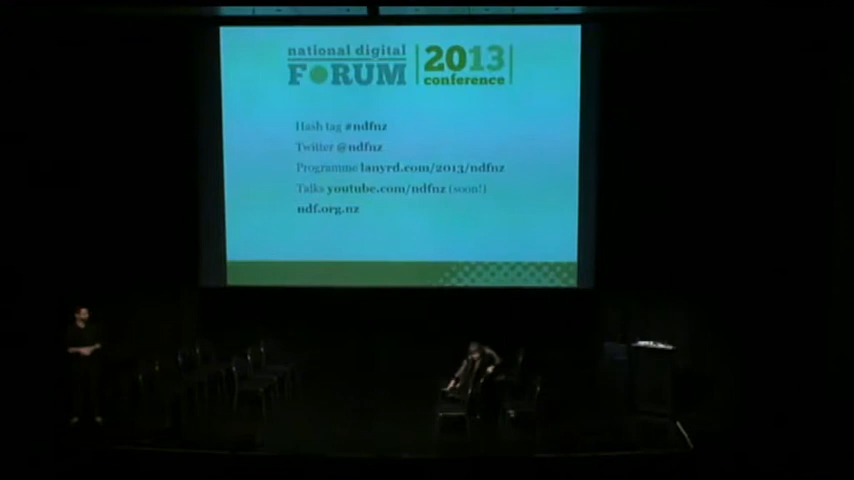 national digital
FORUM
2013
conference
Hash tag #ndfnz
Twitter @ndfnz
Programme lanyrd.com/2013/ndfnz
Talks youtube.com/ndfnz (soon!)
ndf.org.nz